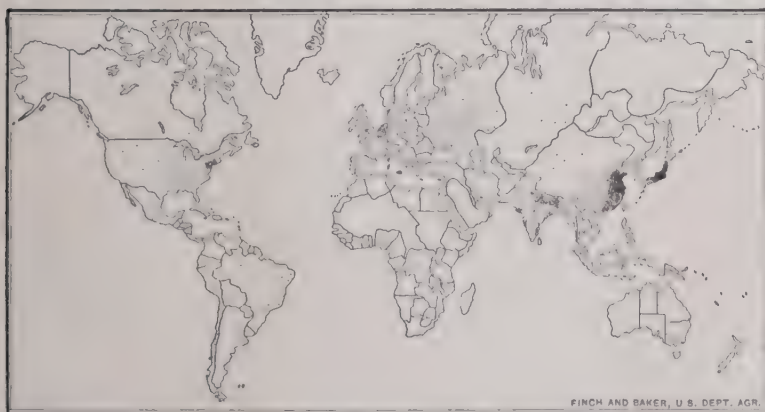 FINCH AND BAKER, U S. DEPT. AGR.